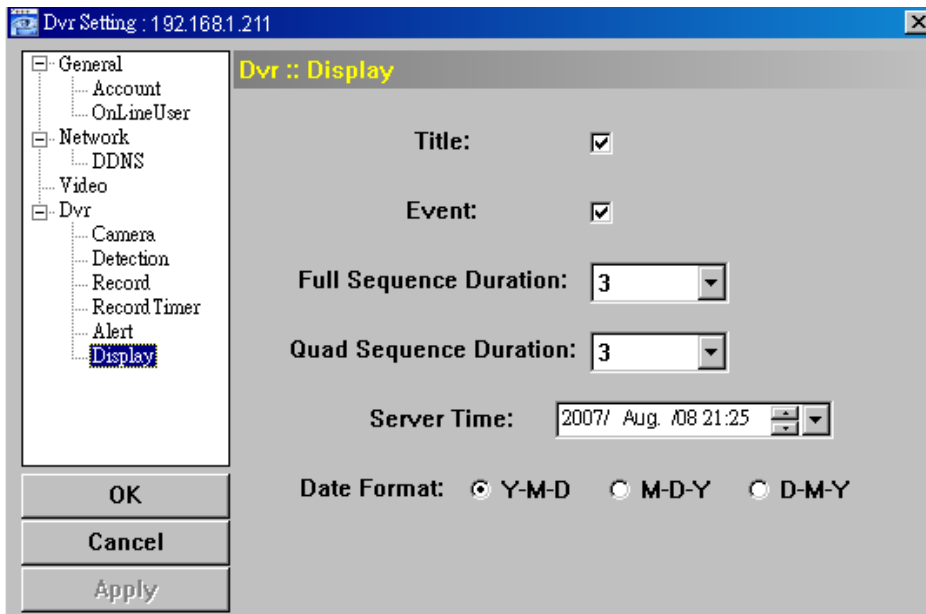 Dvr Setting : 192.168.1.211
General
Account
OnLineUser
Network
DDNS
Video
Dvr
Camera
Detection
Record
Record Timer
Alert
Display
OK
Cancel
Apply
Dvr :: Display
Title:
Event:
Full Sequence Duration: 3
Quad Sequence Duration: 3
Server Time: 2007/ Aug. /08 21:25
Date Format: Y-M-D M-D-Y D-M-Y